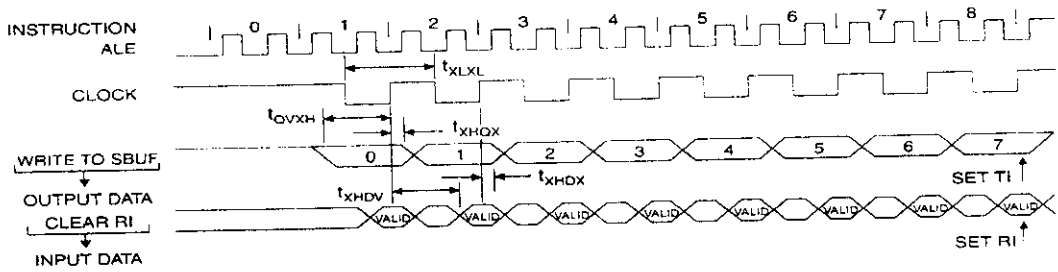 INSTRUCTION 0 1 2 3 4 5 6 7 8
ALE
tXLXL
CLOCK
tQVXH
tXHQX
0 1 2 3 4 5 6 7
WRITE TO SBUF
tXHDV
tXHDX
SET TI
OUTPUT DATA
CLEAR RI
VALID VALID VALID VALID VALID VALID VALID VALID
SET RI
INPUT DATA